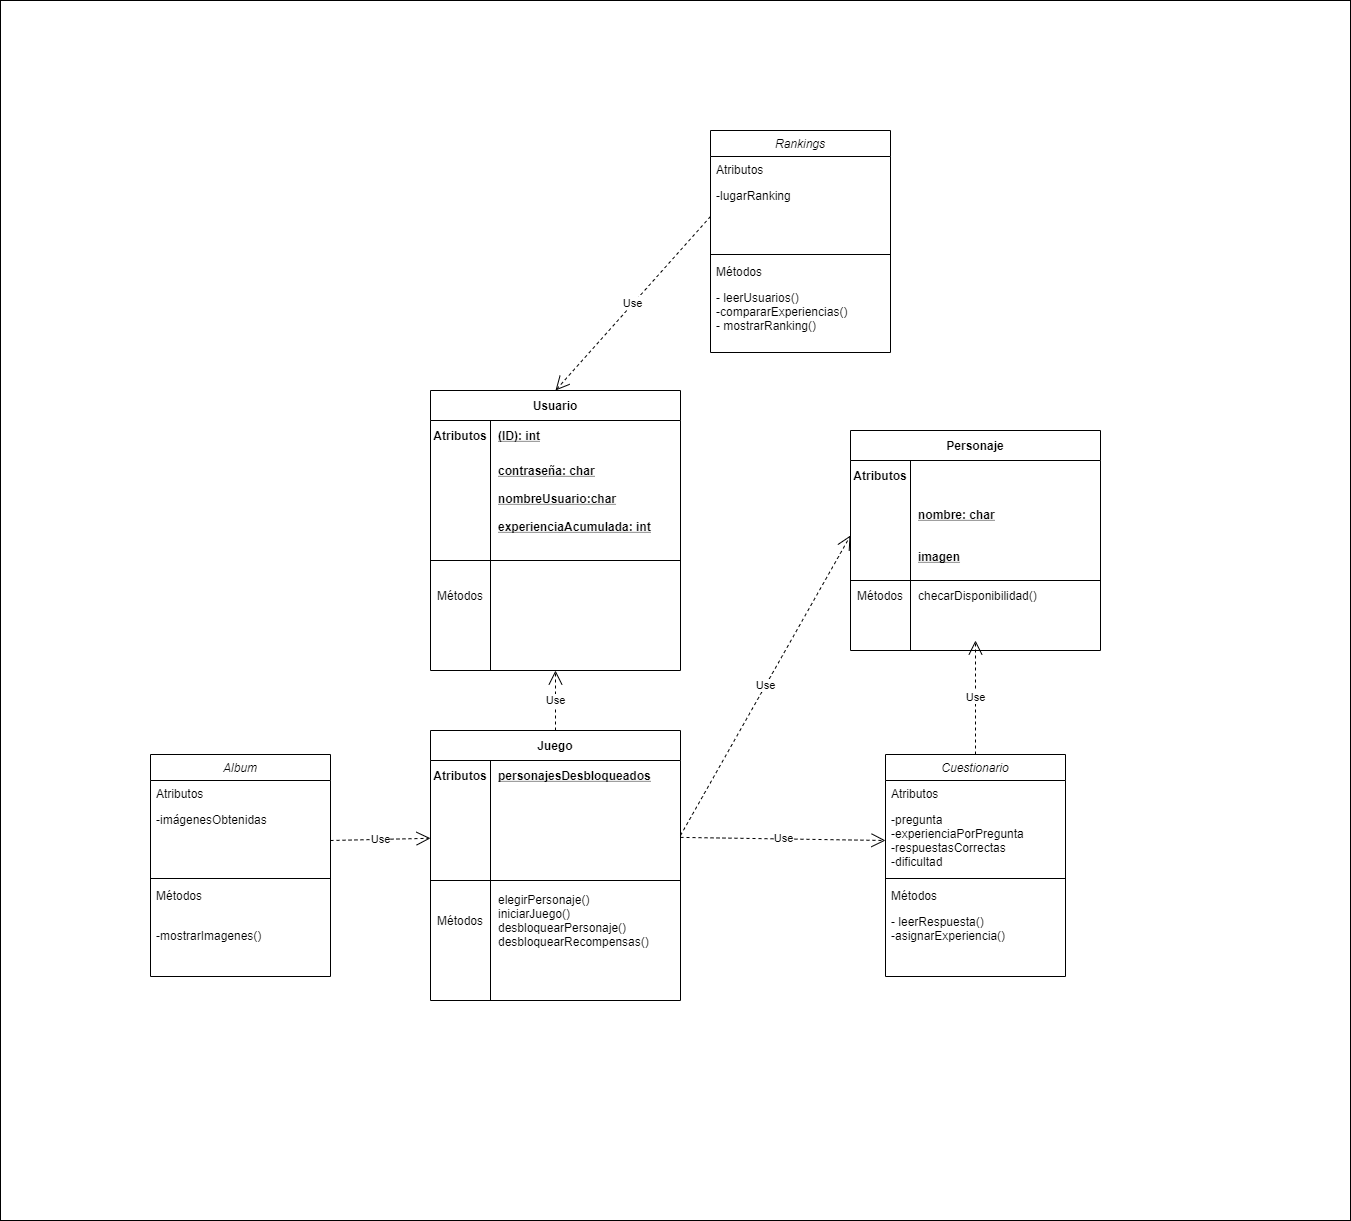 Rankings
Atributos
-lugarRanking
Métodos
- leerUsuarios()
-compararExperiencias()
- mostrarRanking()
Use
Usuario
Atributos
(ID): int
contraseña: char
nombreUsuario:char
experienciaAcumulada: int
Métodos
Personaje
Atributos
nombre: char
imagen
Métodos
checarDisponibilidad()
Use
Use
Use
Juego
Atributos
personajesDesbloqueados
Métodos
elegirPersonaje()
iniciarJuego()
desbloquearPersonaje()
desbloquearRecompensas()
Album
Atributos
-imágenesObtenidas
Métodos
-mostrarImagenes()
Use
Use
Cuestionario
Atributos
-pregunta
-experienciaPorPregunta
-respuestasCorrectas
-dificultad
Métodos
- leerRespuesta()
-asignarExperiencia()